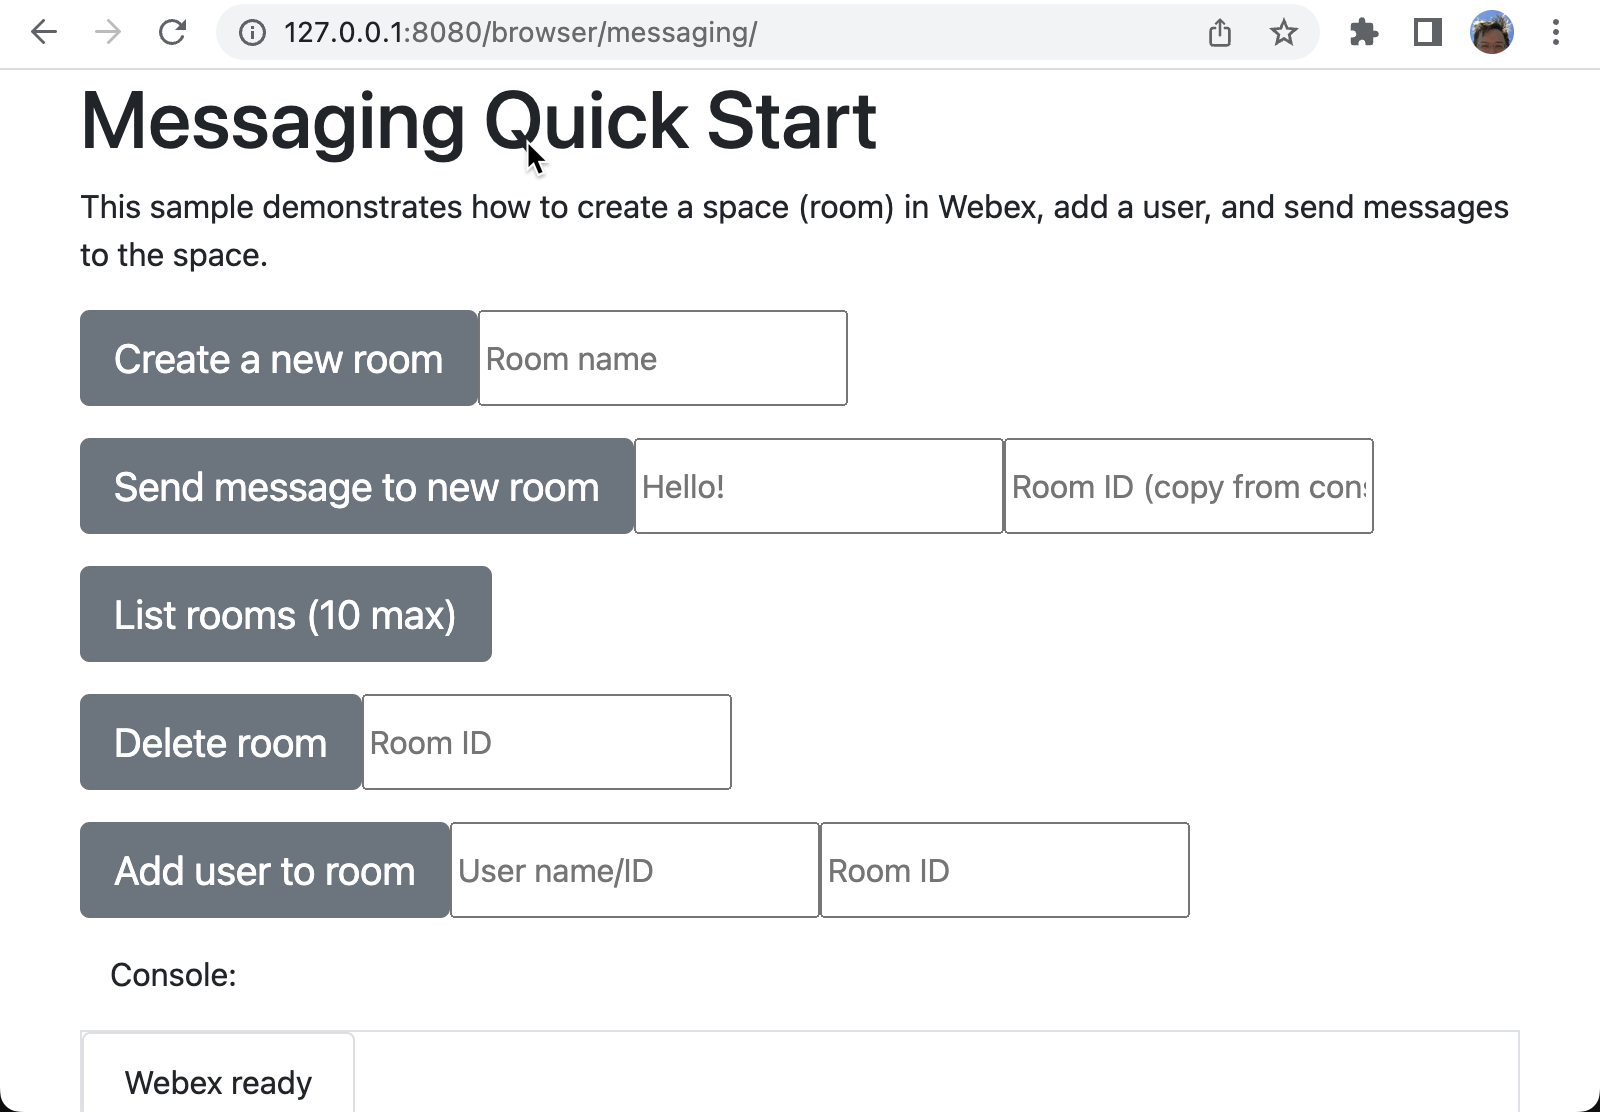 127.0.0.1:8080/browser/messaging/
Messaging Quick Start
This sample demonstrates how to create a space (room) in Webex, add a user, and send messages
to the space.
Create a new room Room name
Send message to new room Hello! Room ID (copy from cons
List rooms (10 max)
Delete room Room ID
Add user to room User name/ID Room ID
Console:
Webex ready